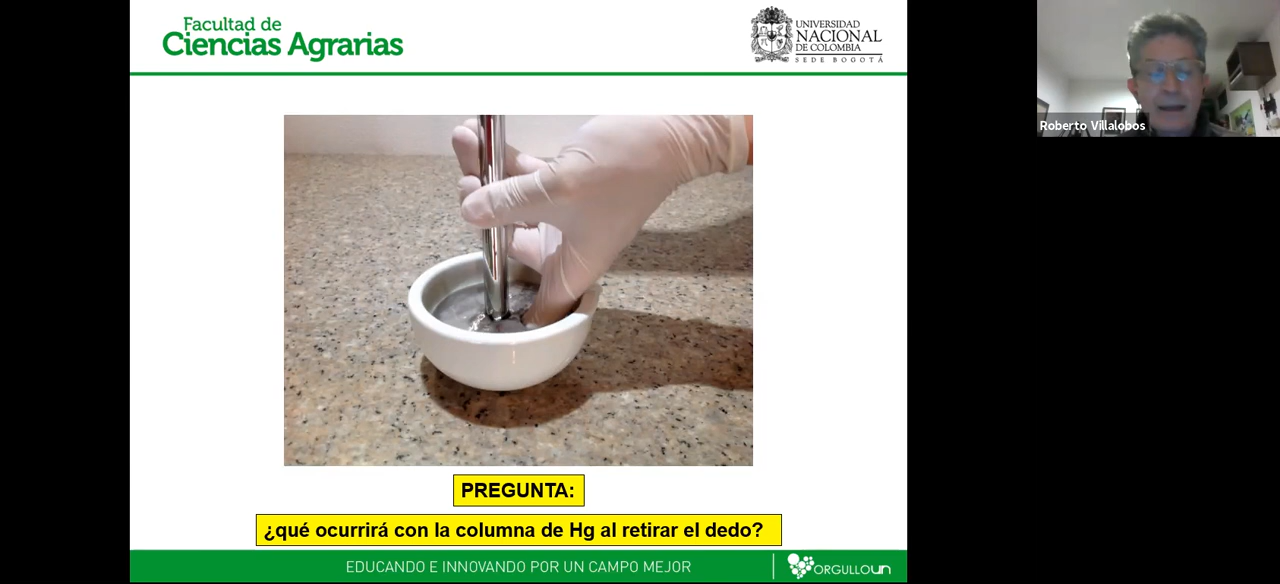 Facultad de
Ciencias Agrarias
UNIVERSIDAD
NACIONAL
DE COLOMBIA
SEDE BOGOTÁ
Roberto Villalobos
PREGUNTA:
¿qué ocurrirá con la columna de Hg al retirar el dedo?
EDUCANDO E INNOVANDO POR UN CAMPO MEJOR
ORGULLOUN